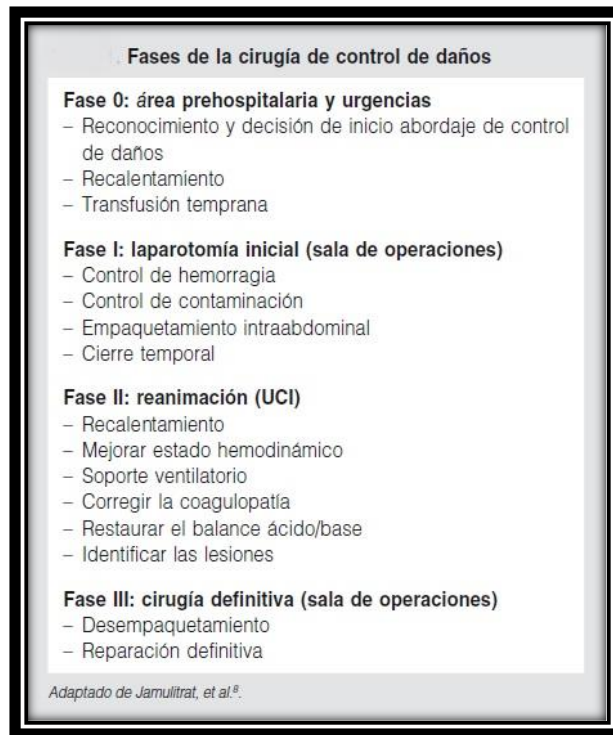 Fases de la cirugía de control de daños
Fase 0: área prehospitalaria y urgencias
– Reconocimiento y decisión de inicio abordaje de control
de daños
– Recalentamiento
– Transfusión temprana
Fase I: laparotomía inicial (sala de operaciones)
– Control de hemorragia
– Control de contaminación
– Empaquetamiento intraabdominal
– Cierre temporal
Fase II: reanimación (UCI)
– Recalentamiento
– Mejorar estado hemodinámico
– Soporte ventilatorio
– Corregir la coagulopatía
– Restaurar el balance ácido/base
– Identificar las lesiones
Fase III: cirugía definitiva (sala de operaciones)
– Desempaquetamiento
– Reparación definitiva
Adaptado de Jamulitrat, et al.⁸.